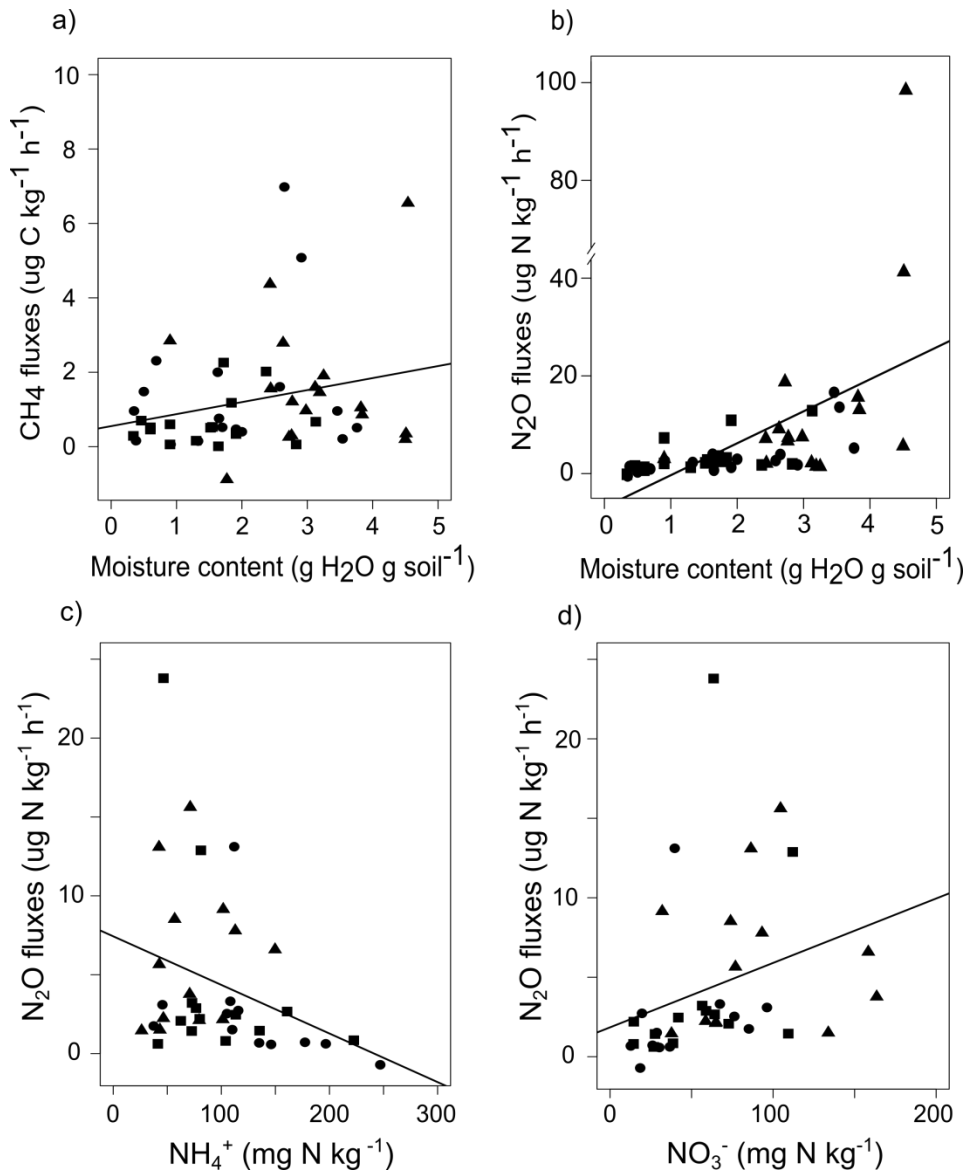 a)
CH4 fluxes (ug C kg-1 h-1)
10
8
6
4
2
0
0 1 2 3 4 5
Moisture content (g H2O g soil-1)
b)
N2O fluxes (ug N kg-1 h-1)
100
80
40
20
0
0 1 2 3 4 5
Moisture content (g H2O g soil-1)
c)
N2O fluxes (ug N kg-1 h-1)
20
10
0
0 100 200 300
NH4+ (mg N kg-1)
d)
N2O fluxes (ug N kg-1 h-1)
20
10
0
0 100 200
NO3- (mg N kg-1)